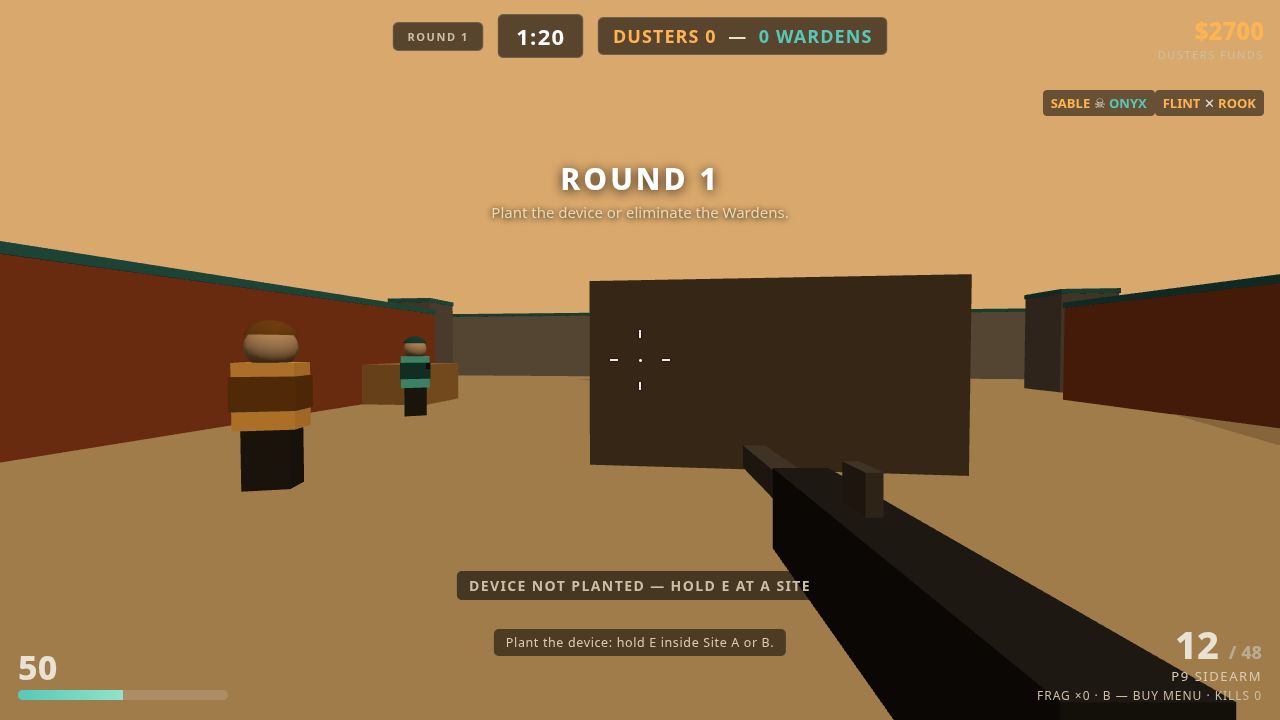 ROUND 1
1:20
DUSTERS 0 — 0 WARDENS
$2700
DUSTERS FUNDS
SABLE ☠ ONYX
FLINT ✕ ROOK
ROUND 1
Plant the device or eliminate the Wardens.
DEVICE NOT PLANTED — HOLD E AT A SITE
Plant the device: hold E inside Site A or B.
50
12 / 48
P9 SIDEARM
FRAG ×0 · B — BUY MENU · KILLS 0